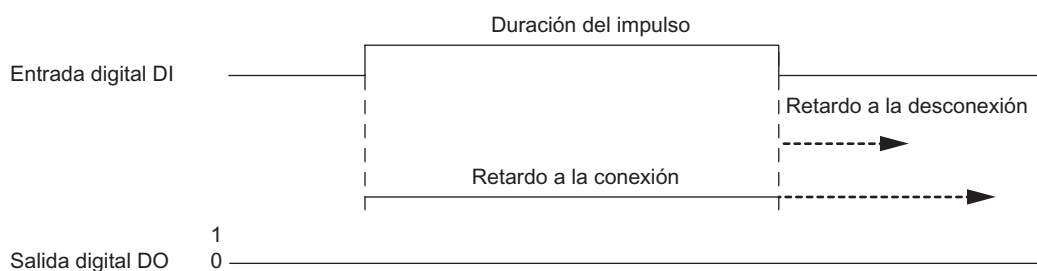 Duración del impulso
Entrada digital DI
Retardo a la desconexión
Retardo a la conexión
1
Salida digital DO 0